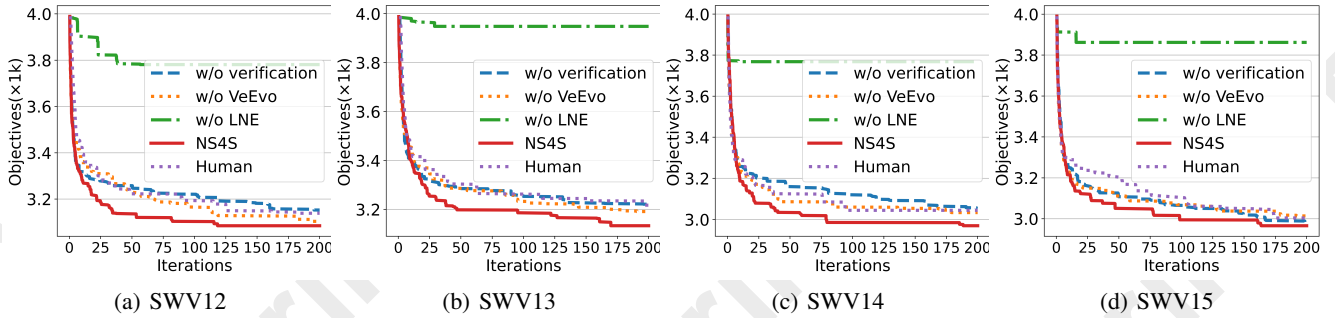 Objectives(×1k)
4.0
3.8
3.6
3.4
3.2
w/o verification
w/o VeEvo
w/o LNE
NS4S
Human
0 25 50 75 100 125 150 175 200
Iterations
(a) SWV12
Objectives(×1k)
4.0
3.8
3.6
3.4
3.2
w/o verification
w/o VeEvo
w/o LNE
NS4S
Human
0 25 50 75 100 125 150 175 200
Iterations
(b) SWV13
Objectives(×1k)
4.0
3.8
3.6
3.4
3.2
3.0
w/o verification
w/o VeEvo
w/o LNE
NS4S
Human
0 25 50 75 100 125 150 175 200
Iterations
(c) SWV14
Objectives(×1k)
4.0
3.8
3.6
3.4
3.2
3.0
w/o verification
w/o VeEvo
w/o LNE
NS4S
Human
0 25 50 75 100 125 150 175 200
Iterations
(d) SWV15